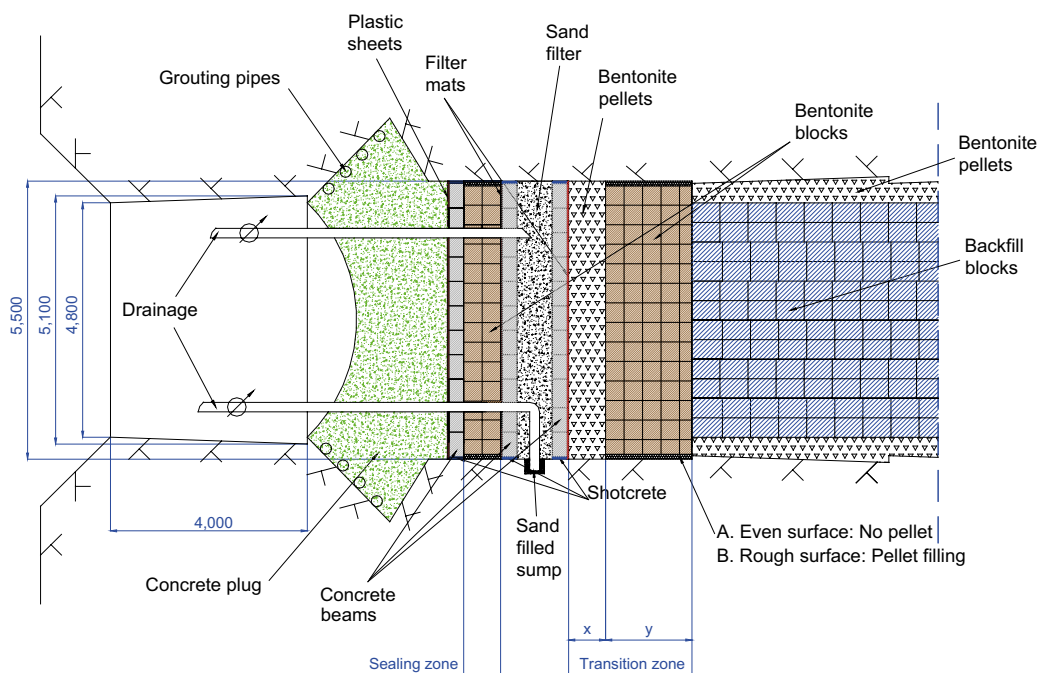 Plastic
sheets
Sand
filter
Grouting pipes
Filter
mats
Bentonite
pellets
Bentonite
blocks
Bentonite
pellets
Backfill
blocks
Drainage
5,500
5,100
4,800
4,000
Concrete plug
Concrete
beams
Sand
filled
sump
Shotcrete
A. Even surface: No pellet
B. Rough surface: Pellet filling
x
y
Sealing zone
Transition zone